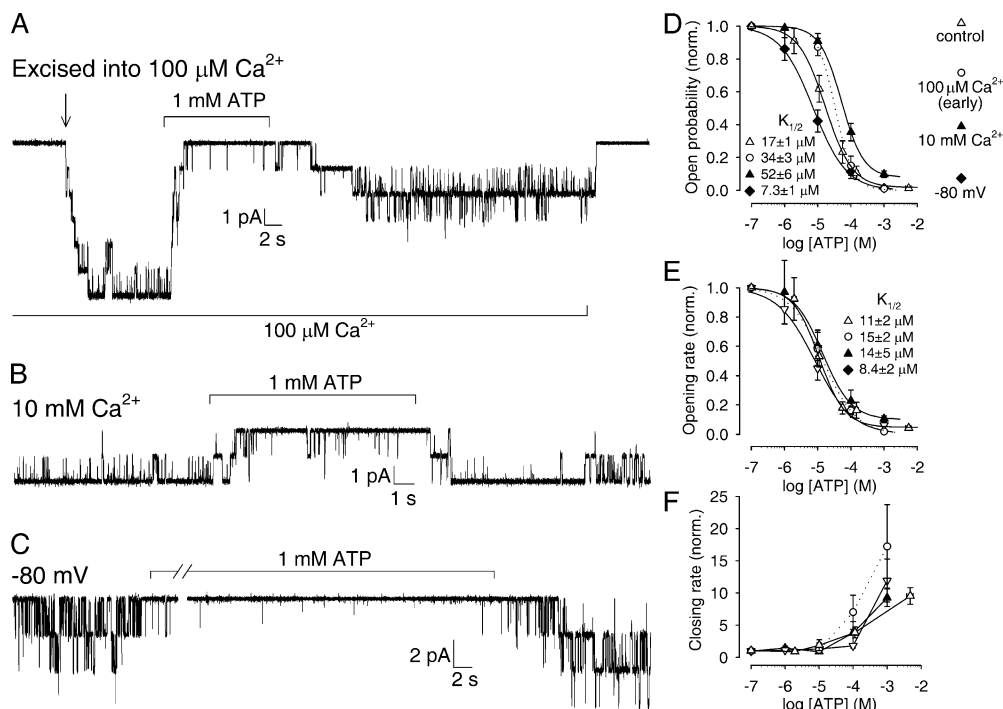 A
Excised into 100 μM Ca²⁺
1 mM ATP
1 pA
2 s
100 μM Ca²⁺
B
10 mM Ca²⁺
1 mM ATP
1 pA
1 s
C
-80 mV
1 mM ATP
2 pA
2 s
D
Open probability (norm.)
1.0
0.8
0.6
0.4
0.2
0.0
K1/2
17±1 μM
34±3 μM
52±6 μM
7.3±1 μM
-7 -6 -5 -4 -3 -2
log [ATP] (M)
control
100 μM Ca²⁺
(early)
10 mM Ca²⁺
-80 mV
E
Opening rate (norm.)
1.0
0.8
0.6
0.4
0.2
0.0
K1/2
11±2 μM
15±2 μM
14±5 μM
8.4±2 μM
-7 -6 -5 -4 -3 -2
log [ATP] (M)
F
Closing rate (norm.)
25
20
15
10
5
0
-7 -6 -5 -4 -3 -2
log [ATP] (M)